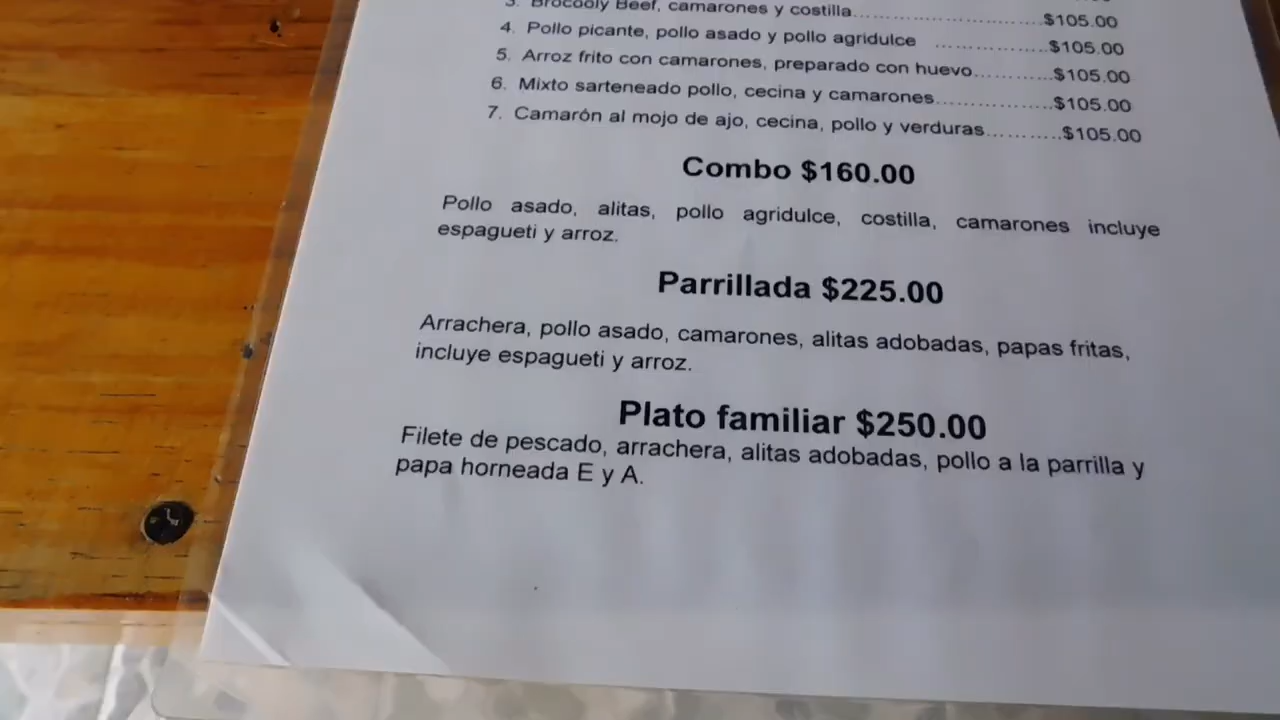 3. Brocooly Beef, camarones y costilla........................$105.00
4. Pollo picante, pollo asado y pollo agridulce ................$105.00
5. Arroz frito con camarones, preparado con huevo...........$105.00
6. Mixto sarteneado pollo, cecina y camarones................$105.00
7. Camarón al mojo de ajo, cecina, pollo y verduras..........$105.00
Combo $160.00
Pollo asado, alitas, pollo agridulce, costilla, camarones incluye
espagueti y arroz.
Parrillada $225.00
Arrachera, pollo asado, camarones, alitas adobadas, papas fritas,
incluye espagueti y arroz.
Plato familiar $250.00
Filete de pescado, arrachera, alitas adobadas, pollo a la parrilla y
papa horneada E y A.